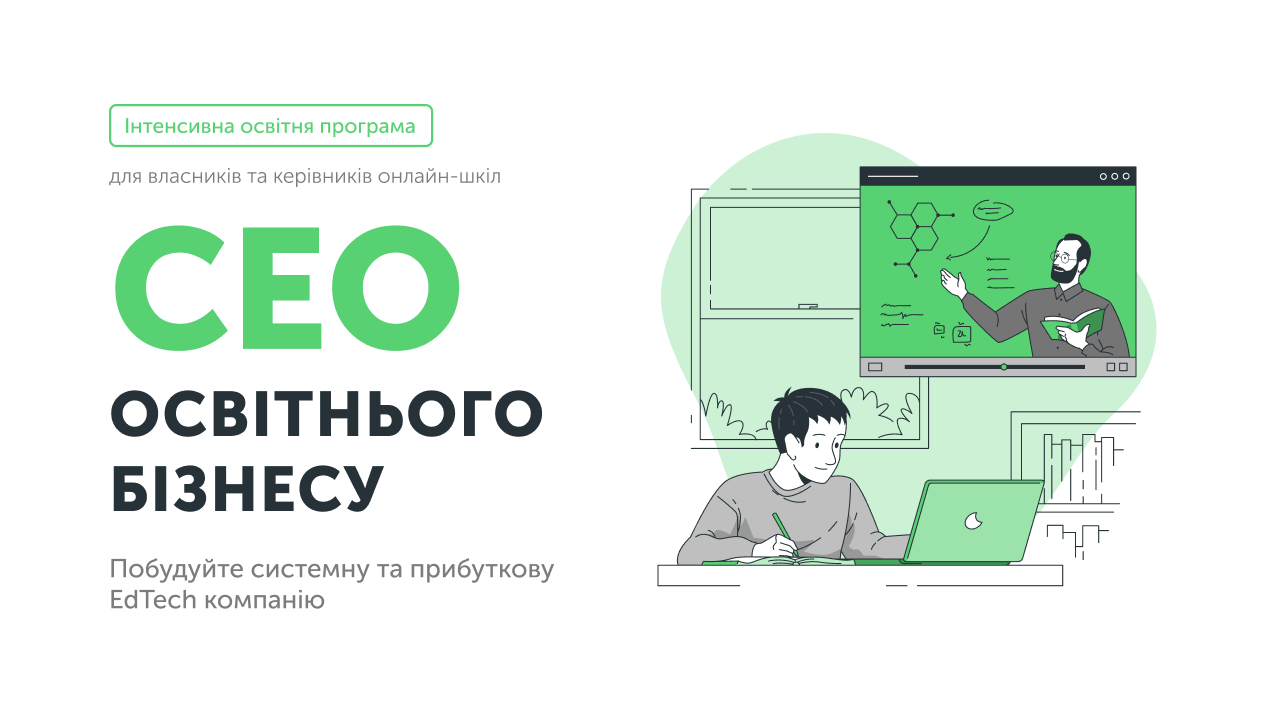 Інтенсивна освітня програма
для власників та керівників онлайн-шкіл
CEO
ОСВІТНЬОГО
БІЗНЕСУ
Побудуйте системну та прибуткову
EdTech компанію